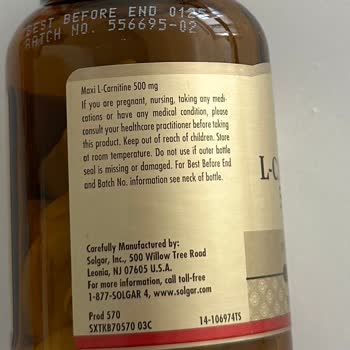 BEST BEFORE END 0125
BATCH NO. 556695-02
Maxi L-Carnitine 500 mg
If you are pregnant, nursing, taking any medi-
cations or have any medical condition, please
consult your healthcare practitioner before taking
this product. Keep out of reach of children. Store
at room temperature. Do not use if outer bottle
seal is missing or damaged. For Best Before End
and Batch No. information see neck of bottle.
Carefully Manufactured by:
Solgar, Inc., 500 Willow Tree Road
Leonia, NJ 07605 U.S.A.
For more information, call toll-free
1-877-SOLGAR 4, www.solgar.com
Prod 570
SXTKB70570 03C 14-106974TS